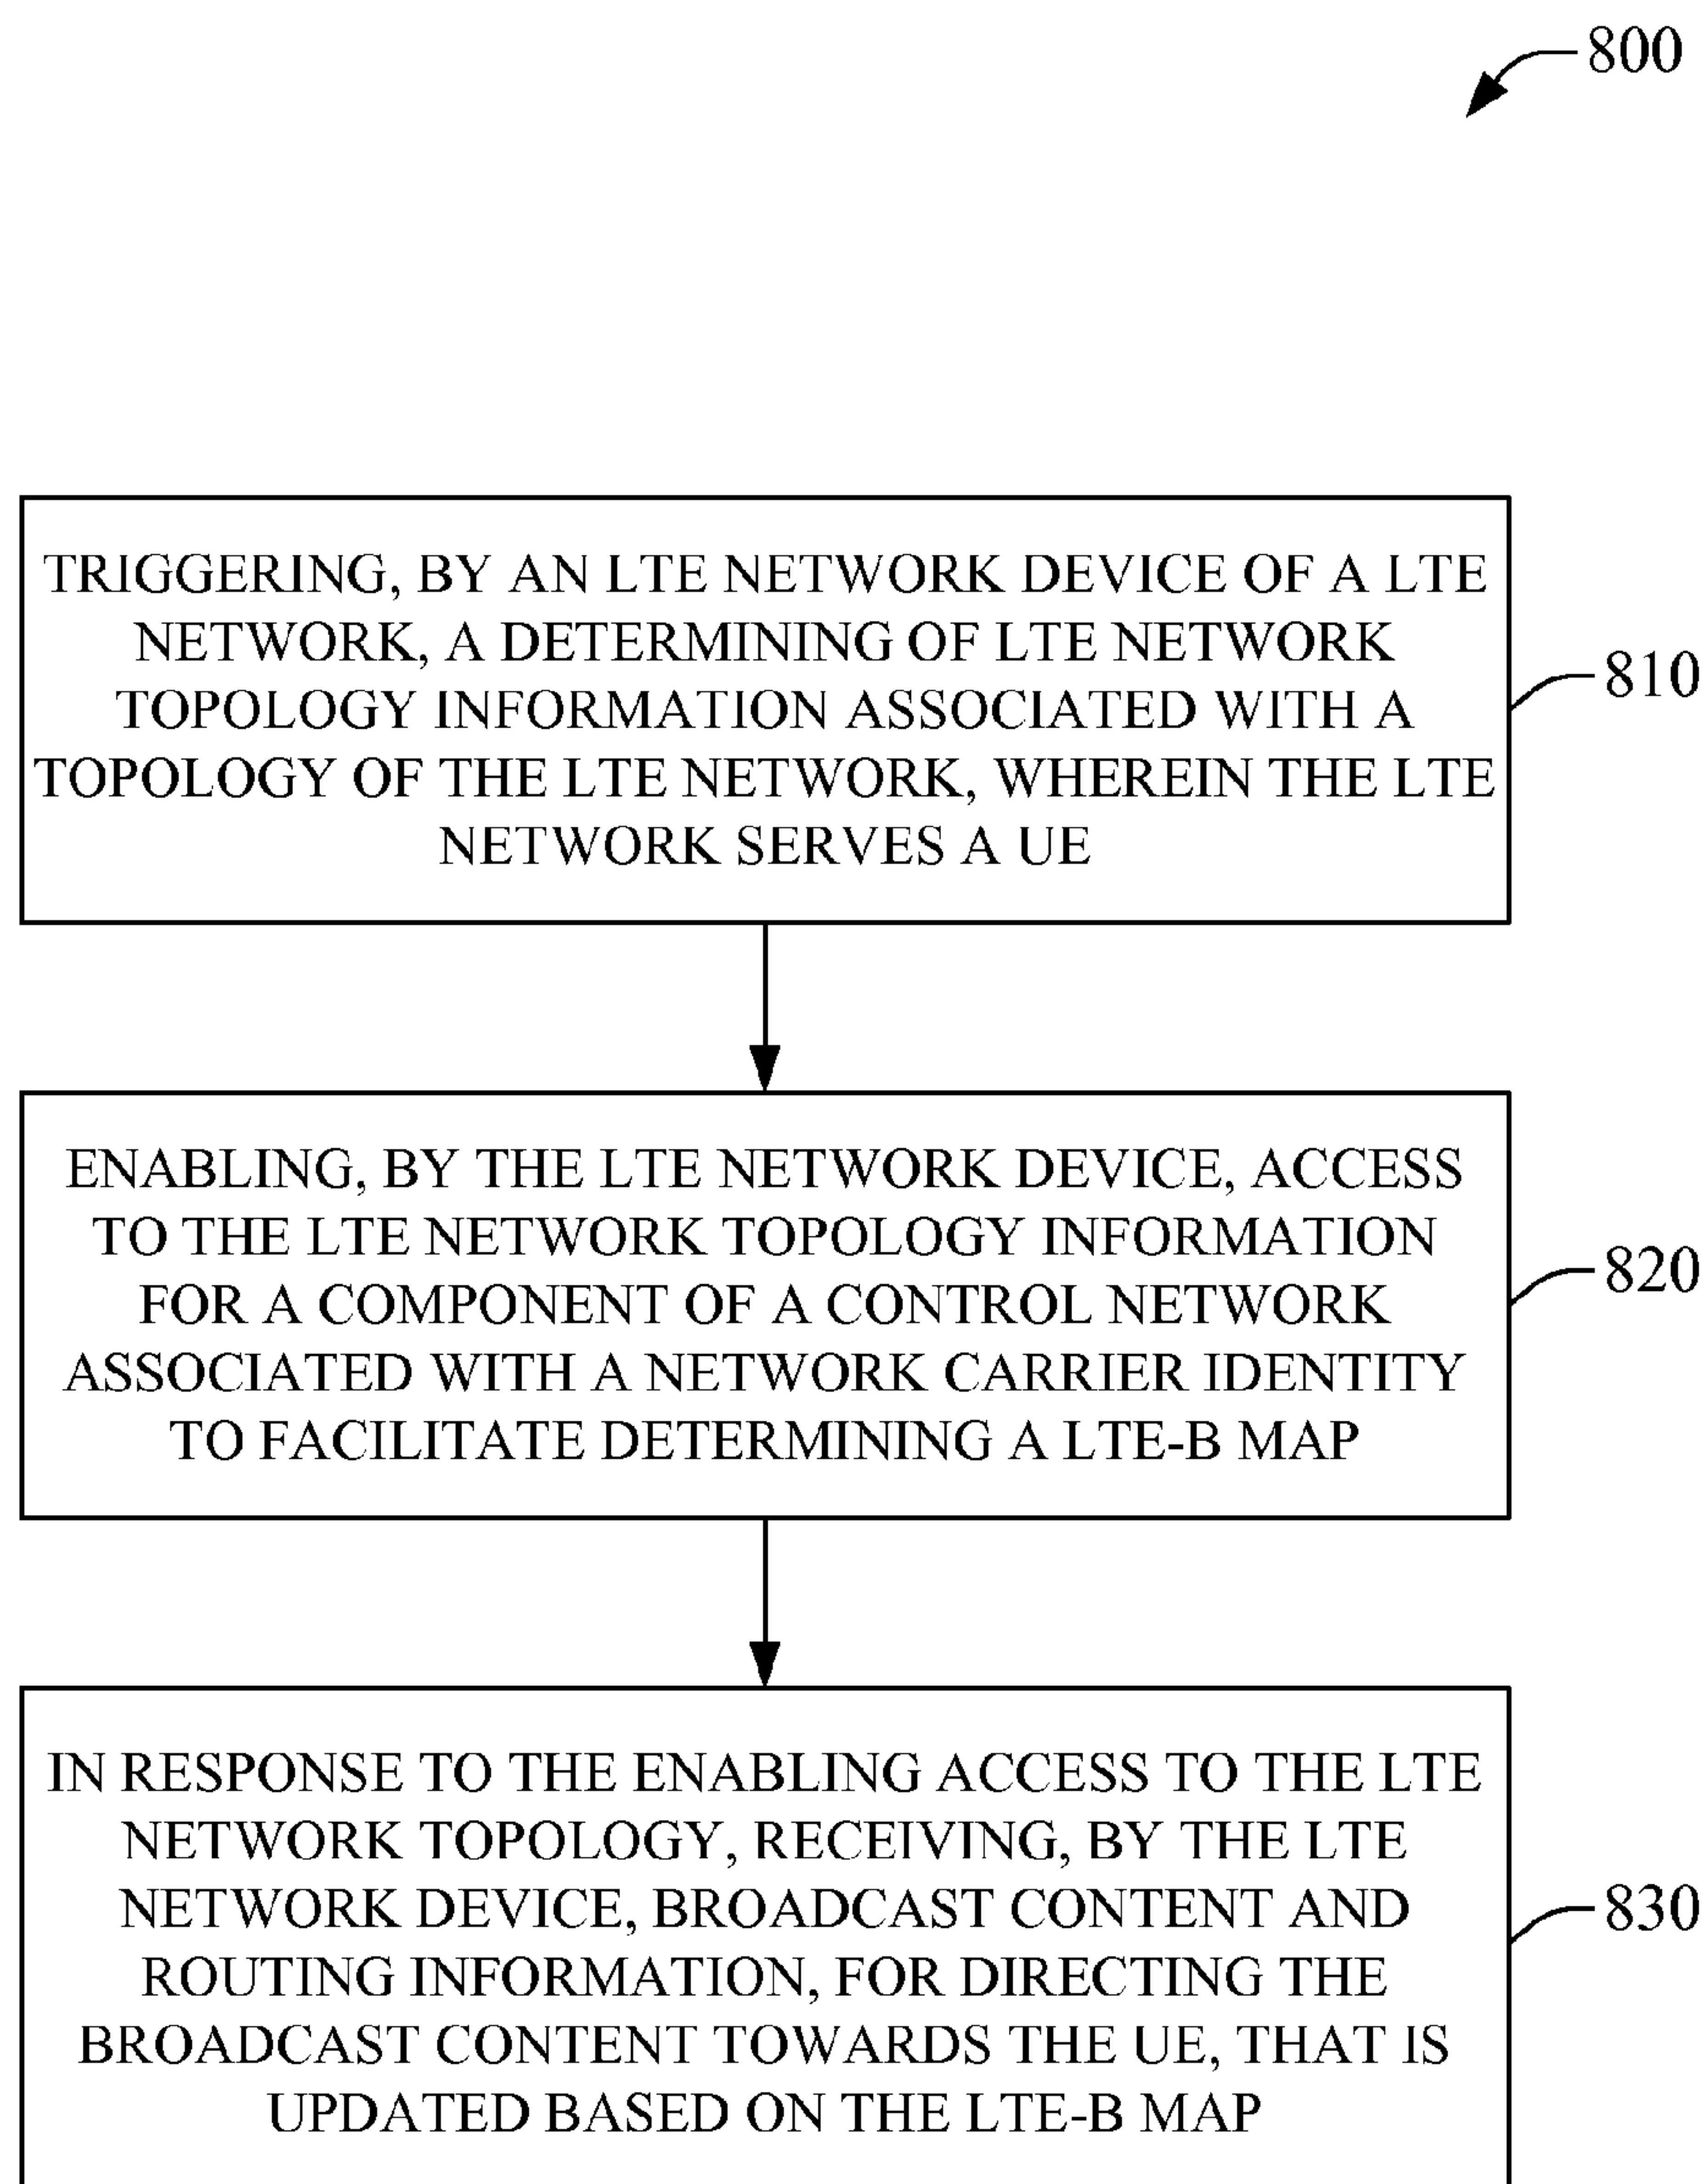 800
TRIGGERING, BY AN LTE NETWORK DEVICE OF A LTE
NETWORK, A DETERMINING OF LTE NETWORK
TOPOLOGY INFORMATION ASSOCIATED WITH A
TOPOLOGY OF THE LTE NETWORK, WHEREIN THE LTE
NETWORK SERVES A UE
810
ENABLING, BY THE LTE NETWORK DEVICE, ACCESS
TO THE LTE NETWORK TOPOLOGY INFORMATION
FOR A COMPONENT OF A CONTROL NETWORK
ASSOCIATED WITH A NETWORK CARRIER IDENTITY
TO FACILITATE DETERMINING A LTE-B MAP
820
IN RESPONSE TO THE ENABLING ACCESS TO THE LTE
NETWORK TOPOLOGY, RECEIVING, BY THE LTE
NETWORK DEVICE, BROADCAST CONTENT AND
ROUTING INFORMATION, FOR DIRECTING THE
BROADCAST CONTENT TOWARDS THE UE, THAT IS
UPDATED BASED ON THE LTE-B MAP
830